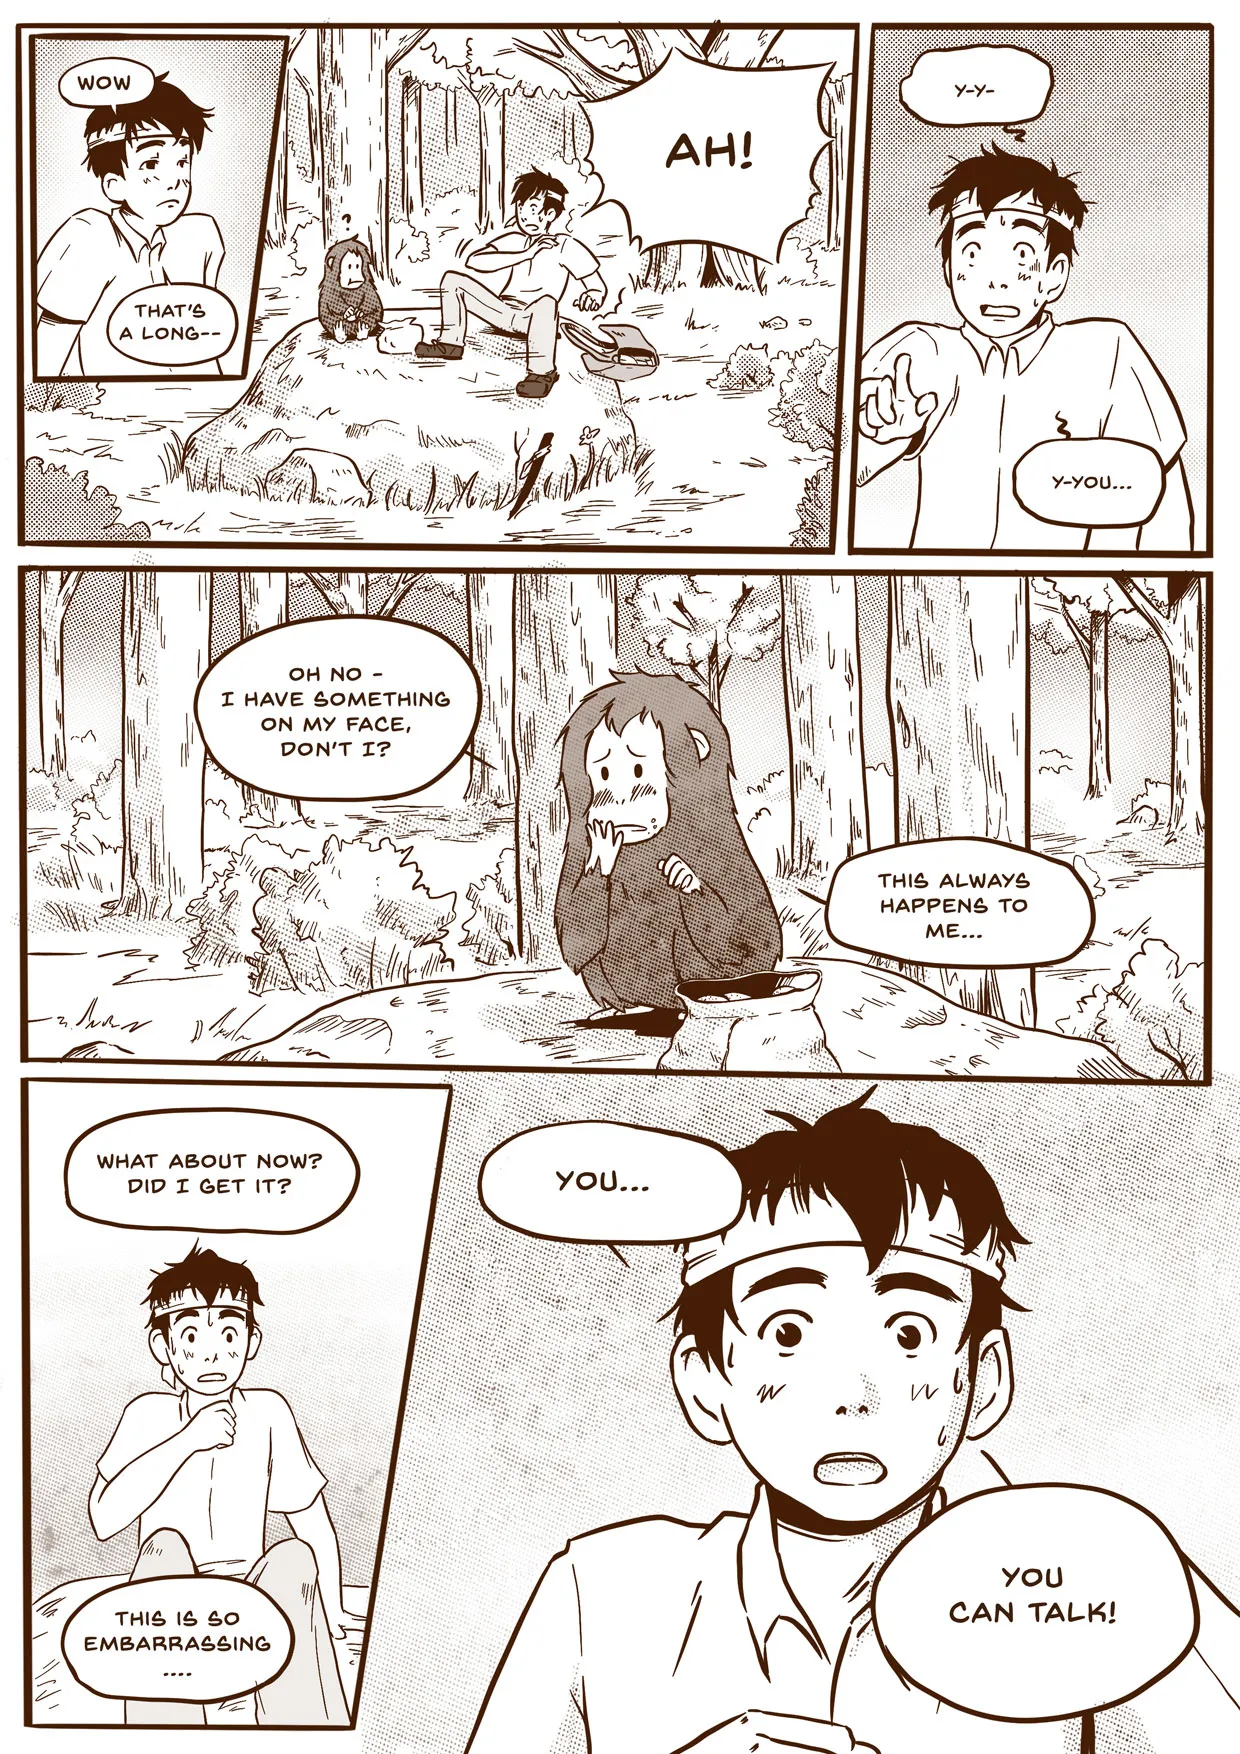 WOW
THAT'S
A LONG--
?
AH!
Y-Y-
Y-YOU...
OH NO -
I HAVE SOMETHING
ON MY FACE,
DON'T I?
THIS ALWAYS
HAPPENS TO
ME...
WHAT ABOUT NOW?
DID I GET IT?
THIS IS SO
EMBARRASSING
....
YOU...
YOU
CAN TALK!